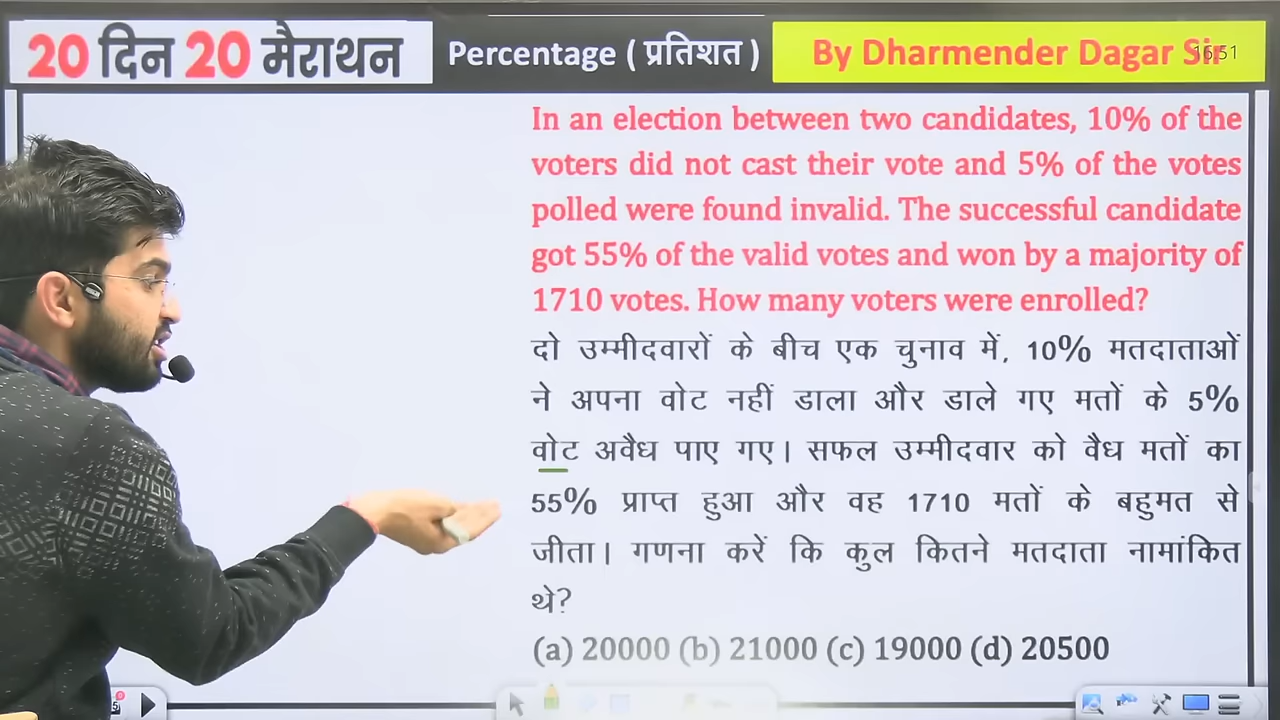 20 दिन 20 मैराथन
Percentage ( प्रतिशत )
By Dharmender Dagar Sir
16:51
In an election between two candidates, 10% of the
voters did not cast their vote and 5% of the votes
polled were found invalid. The successful candidate
got 55% of the valid votes and won by a majority of
1710 votes. How many voters were enrolled?
दो उम्मीदवारों के बीच एक चुनाव में, 10% मतदाताओं
ने अपना वोट नहीं डाला और डाले गए मतों के 5%
वोट अवैध पाए गए। सफल उम्मीदवार को वैध मतों का
55% प्राप्त हुआ और वह 1710 मतों के बहुमत से
जीता। गणना करें कि कुल कितने मतदाता नामांकित
थे?
(a) 20000 (b) 21000 (c) 19000 (d) 20500